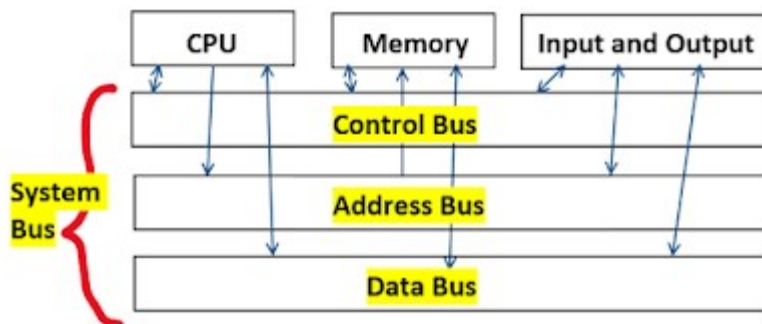 CPU
Memory
Input and Output
Control Bus
System
Bus
Address Bus
Data Bus